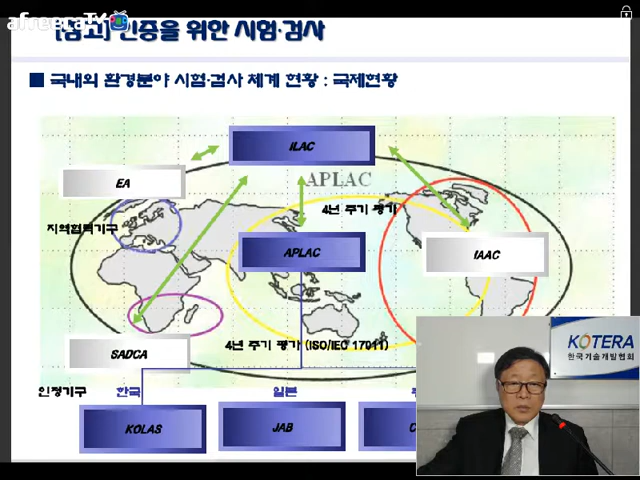 afreecaTV
[참고] 인증을 위한 시험·검사
국내외 환경분야 시험·검사 체계 현황 : 국제현황
ILAC
EA
APLAC
4년 주기 평가
지역협력기구
APLAC
IAAC
SADCA
4년 주기 평가 (ISO/IEC 17011)
인정기구
한국
일본
KOLAS
JAB
C
KOTERA
한국기술개발협회